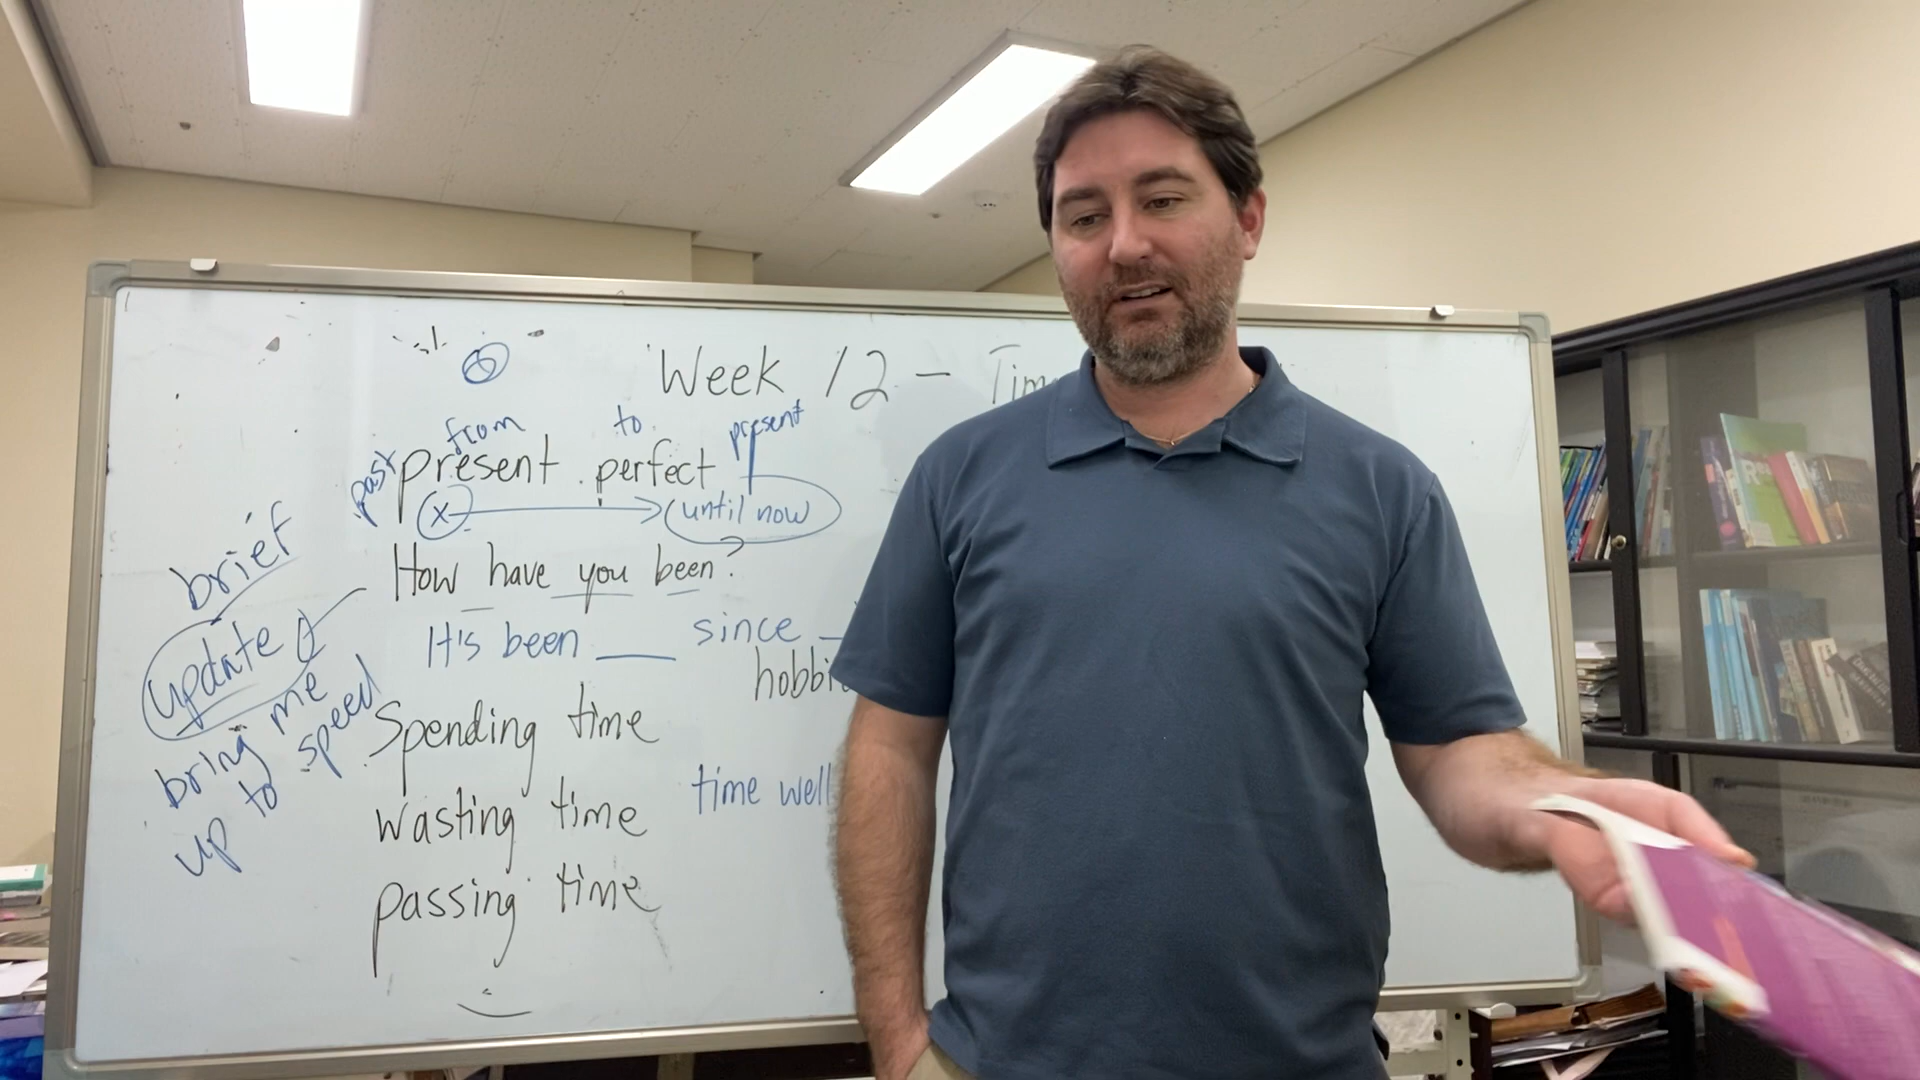 Week 12 - Tim
from to present
past present perfect
x until now
How have you been?
brief
update
It's been ___ since
bring me up to speed
hobbi
Spending time
wasting time
time well
passing time